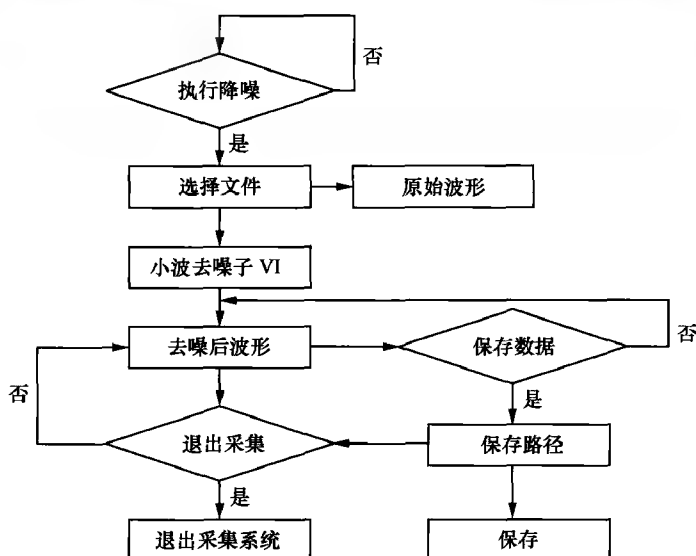 否
执行降噪
是
选择文件
原始波形
小波去噪子 VI
去噪后波形
保存数据
否
否
是
退出采集
保存路径
是
退出采集系统
保存